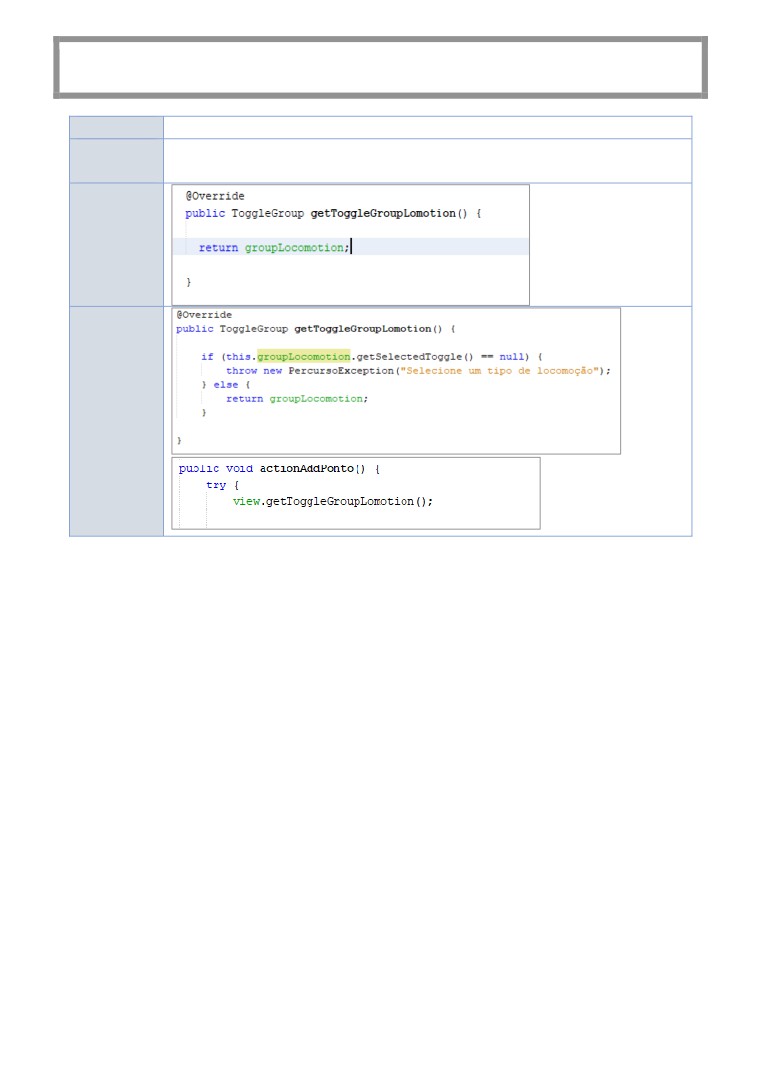 @Override
public ToggleGroup getToggleGroupLomotion() {
return groupLocomotion;
}
@Override
public ToggleGroup getToggleGroupLomotion() {
if (this.groupLocomotion.getSelectedToggle() == null) {
throw new PercursoException("Selecione um tipo de locomoção");
} else {
return groupLocomotion;
}
}
public void actionAddPonto() {
try {
view.getToggleGroupLomotion();